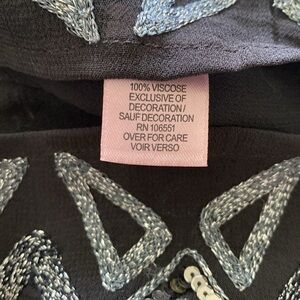 100% VISCOSE
EXCLUSIVE OF
DECORATION/
SAUF DECORATION
RN 106551
OVER FOR CARE
VOIR VERSO